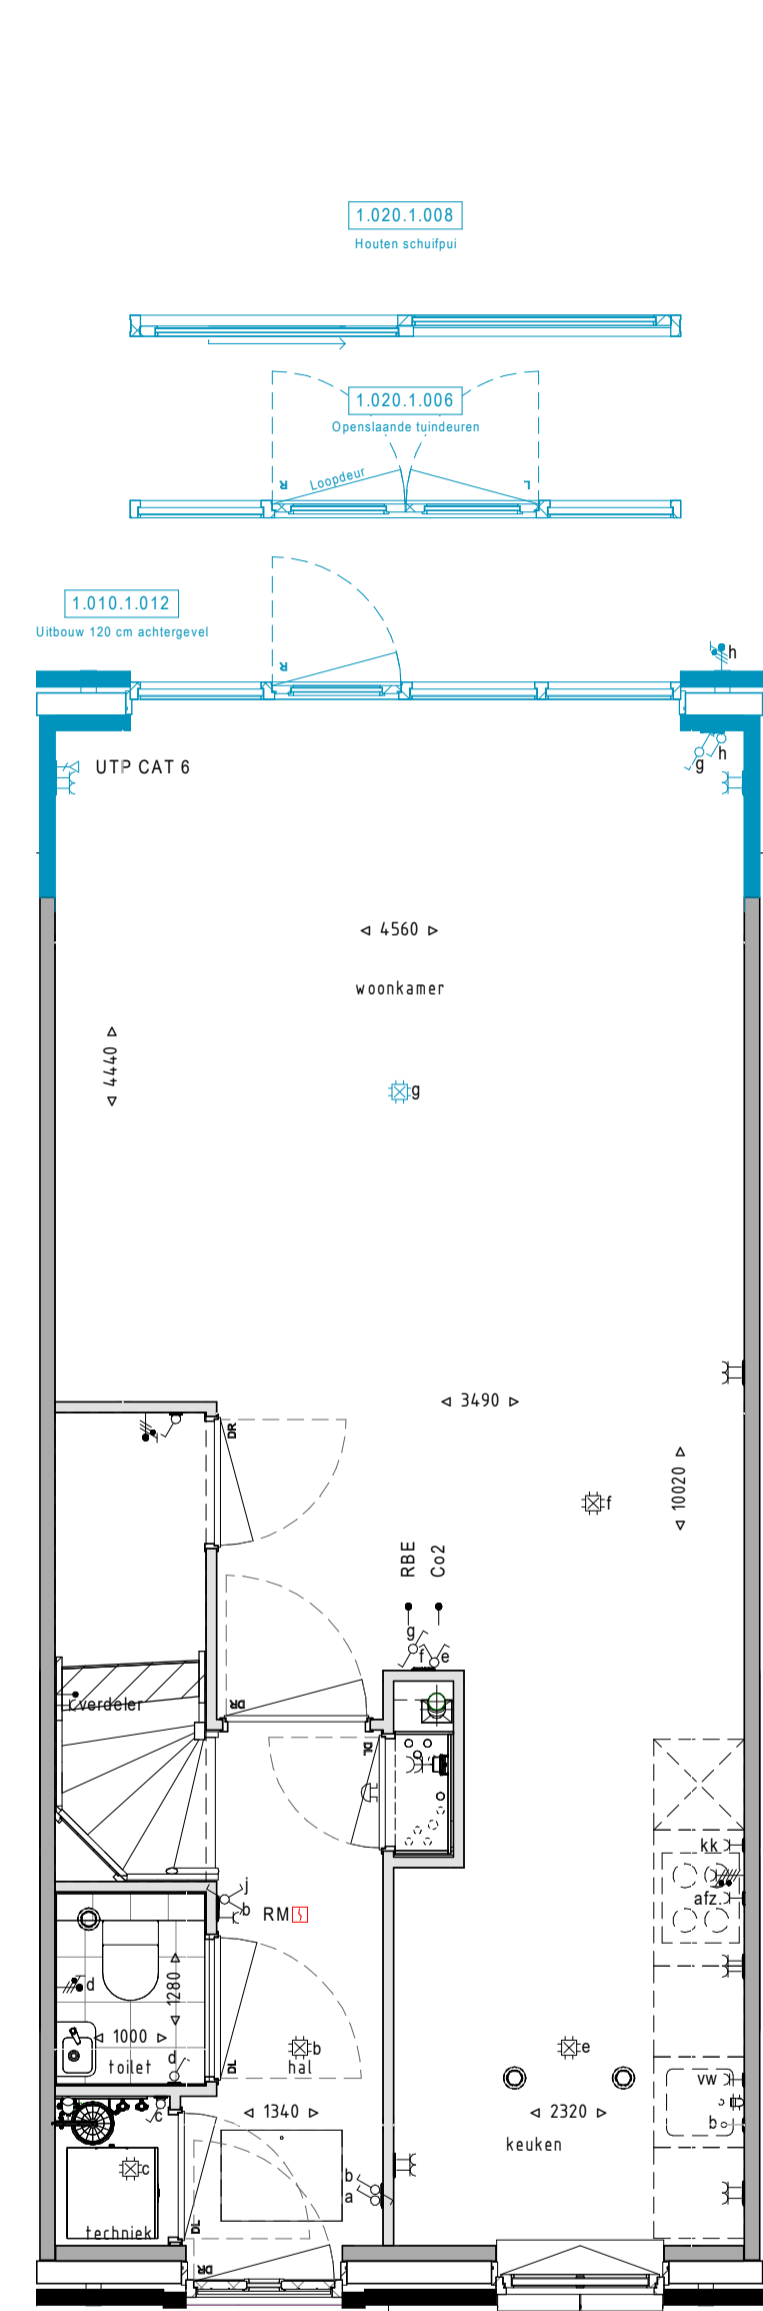 1.020.1.008
Houten schuifpui
1.020.1.006
Openslaande tuindeuren
R
Loopdeur
L
1.010.1.012
Uitbouw 120 cm achtergevel
R
h
UTP CAT 6
g
h
4560
woonkamer
4440
g
3490
DR
10020
f
RBE
Co2
g
f
e
verdeler
DR
DL
kk
afz.
j
b
RM
d
1280
1000
toilet
d
DL
b
hal
e
vw
b
c
1340
2320
keuken
c
b
a
techniek
DL
DR